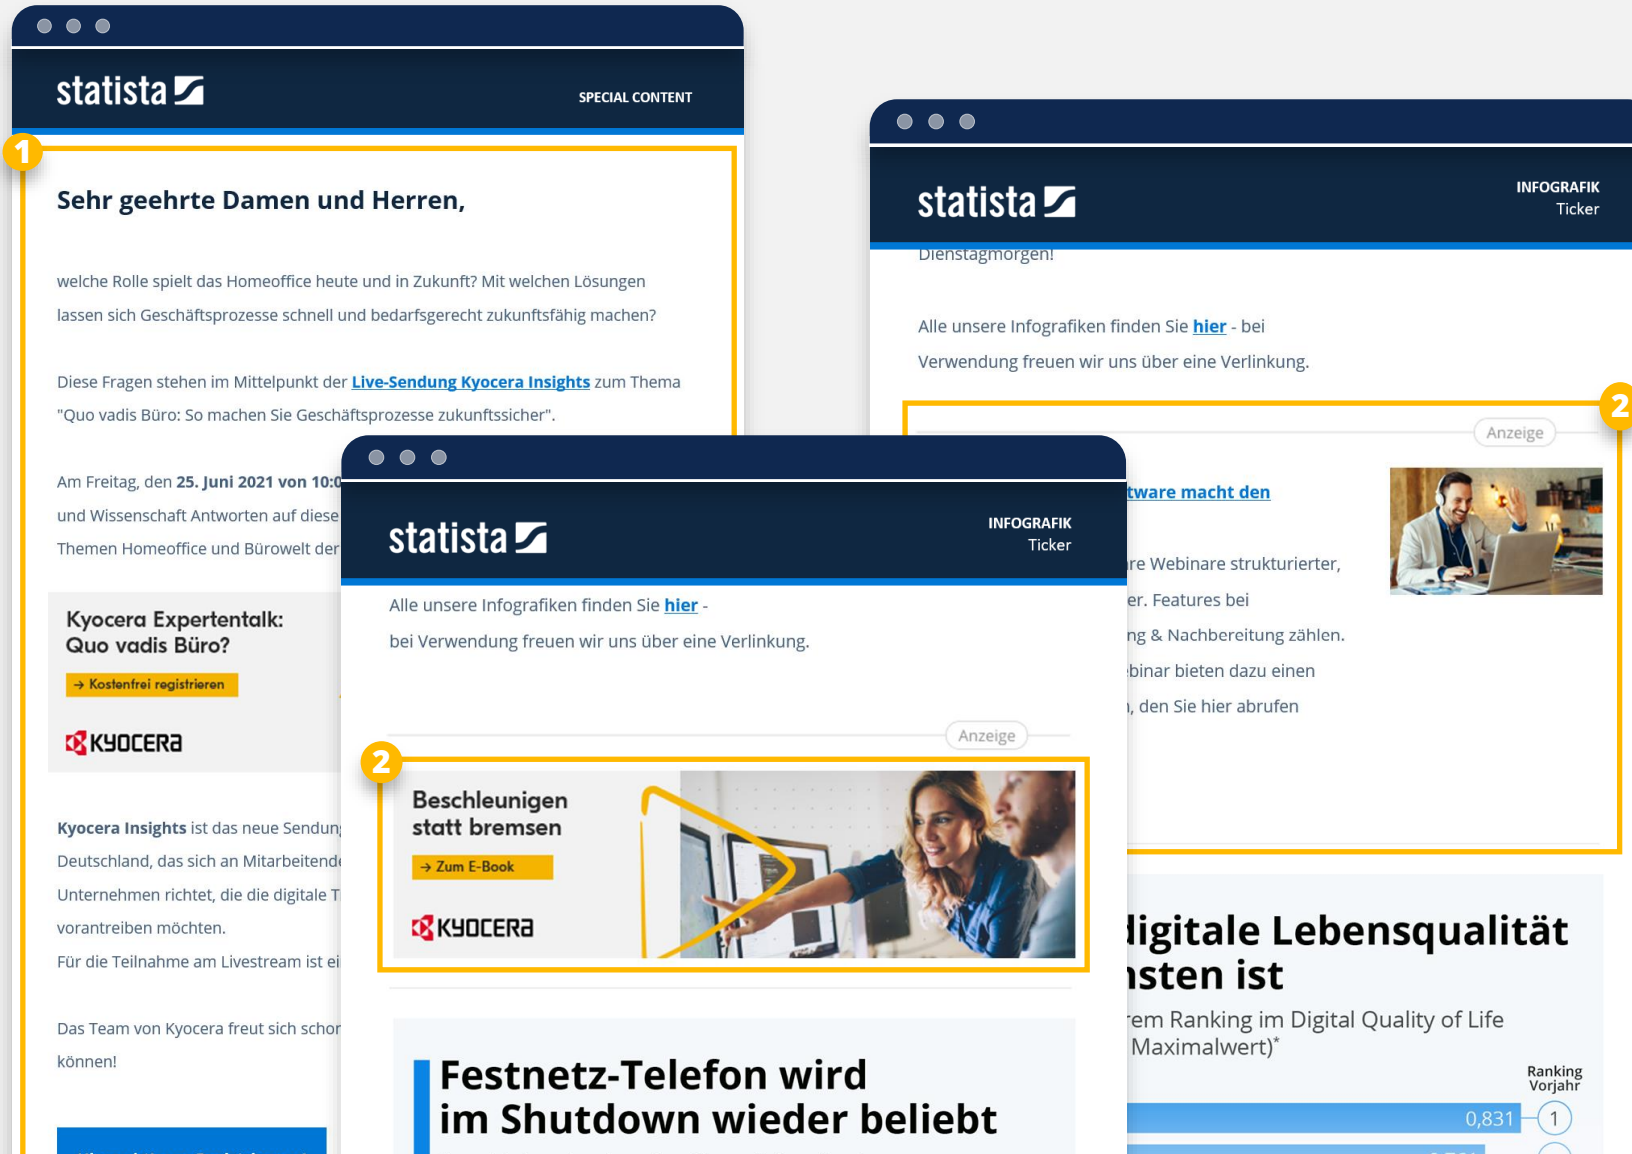 statista
SPECIAL CONTENT
1
Sehr geehrte Damen und Herren,
welche Rolle spielt das Homeoffice heute und in Zukunft? Mit welchen Lösungen
lassen sich Geschäftsprozesse schnell und bedarfsgerecht zukunftsfähig machen?
Diese Fragen stehen im Mittelpunkt der Live-Sendung Kyocera Insights zum Thema
"Quo vadis Büro: So machen Sie Geschäftsprozesse zukunftssicher".
Am Freitag, den 25. Juni 2021 von 10:0
und Wissenschaft Antworten auf diese
Themen Homeoffice und Bürowelt der
Kyocera Expertentalk:
Quo vadis Büro?
→ Kostenfrei registrieren
KYOCERA
Kyocera Insights ist das neue Sendung
Deutschland, das sich an Mitarbeitende
Unternehmen richtet, die die digitale T
vorantreiben möchten.
Für die Teilnahme am Livestream ist ei
Das Team von Kyocera freut sich schor
können!
statista
INFOGRAFIK
Ticker
Alle unsere Infografiken finden Sie hier -
bei Verwendung freuen wir uns über eine Verlinkung.
Anzeige
2
Beschleunigen
statt bremsen
→ Zum E-Book
KYOCERA
Festnetz-Telefon wird
im Shutdown wieder beliebt
statista
INFOGRAFIK
Ticker
Dienstagmorgen!
Alle unsere Infografiken finden Sie hier - bei
Verwendung freuen wir uns über eine Verlinkung.
2
Anzeige
tware macht den
re Webinare strukturierter,
er. Features bei
ng & Nachbereitung zählen.
binar bieten dazu einen
, den Sie hier abrufen
digitale Lebensqualität
nsten ist
rem Ranking im Digital Quality of Life
Maximalwert)*
Ranking
Vorjahr
0,831
1